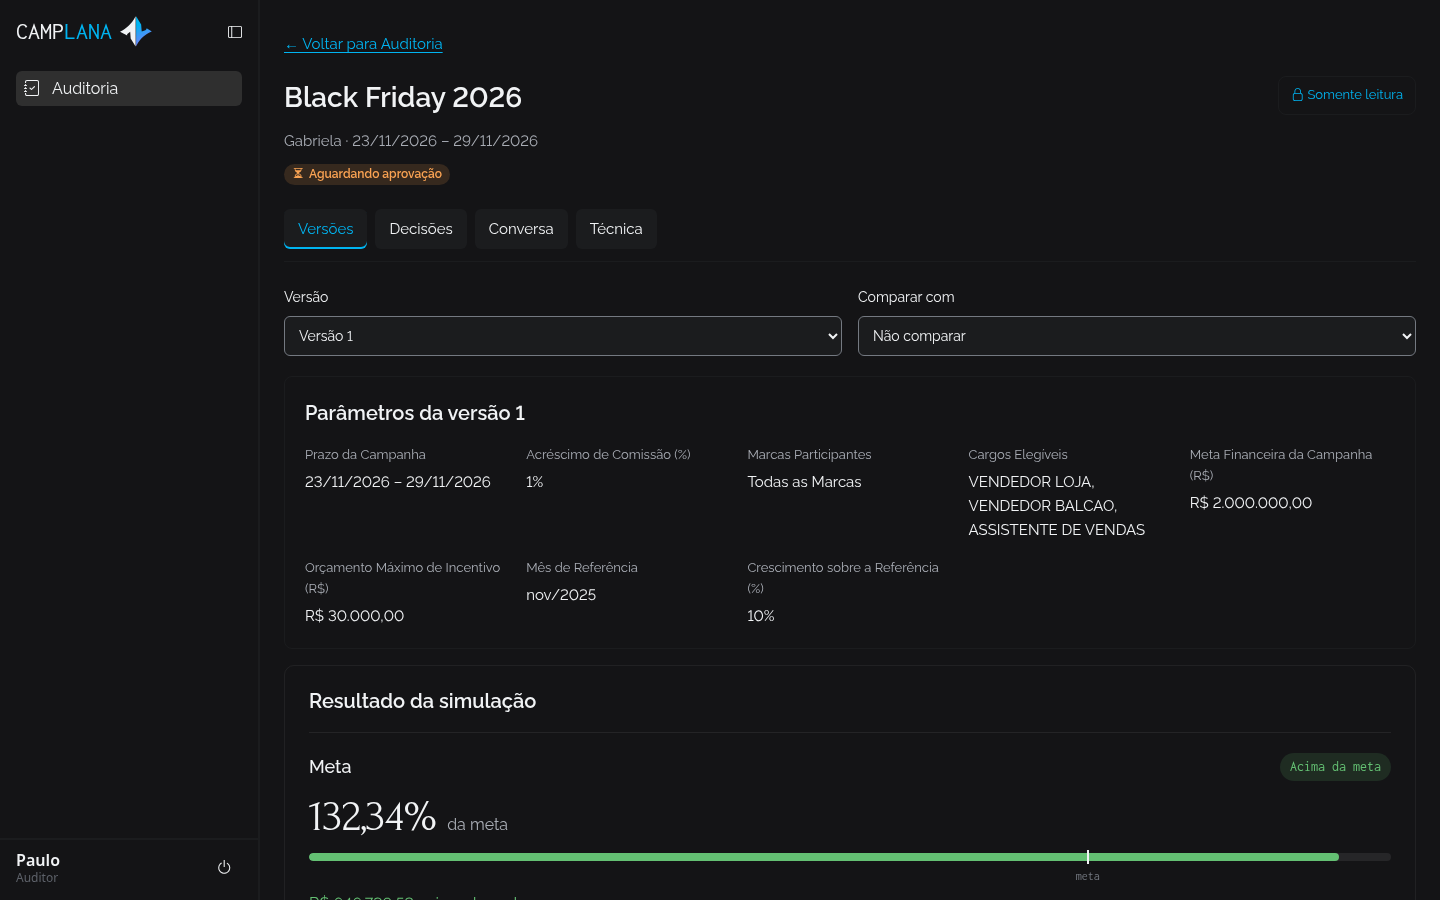 CAMPLANA
Auditoria
← Voltar para Auditoria
Black Friday 2026
Somente leitura
Gabriela · 23/11/2026 – 29/11/2026
Aguardando aprovação
Versões
Decisões
Conversa
Técnica
Versão
Comparar com
Versão 1
Não comparar
Parâmetros da versão 1
Prazo da Campanha
23/11/2026 – 29/11/2026
Acréscimo de Comissão (%)
1%
Marcas Participantes
Todas as Marcas
Cargos Elegíveis
VENDEDOR LOJA,
VENDEDOR BALCAO,
ASSISTENTE DE VENDAS
Meta Financeira da Campanha
(R$)
R$ 2.000.000,00
Orçamento Máximo de Incentivo
(R$)
R$ 30.000,00
Mês de Referência
nov/2025
Crescimento sobre a Referência
(%)
10%
Resultado da simulação
Meta
Acima da meta
132,34% da meta
meta
Paulo
Auditor